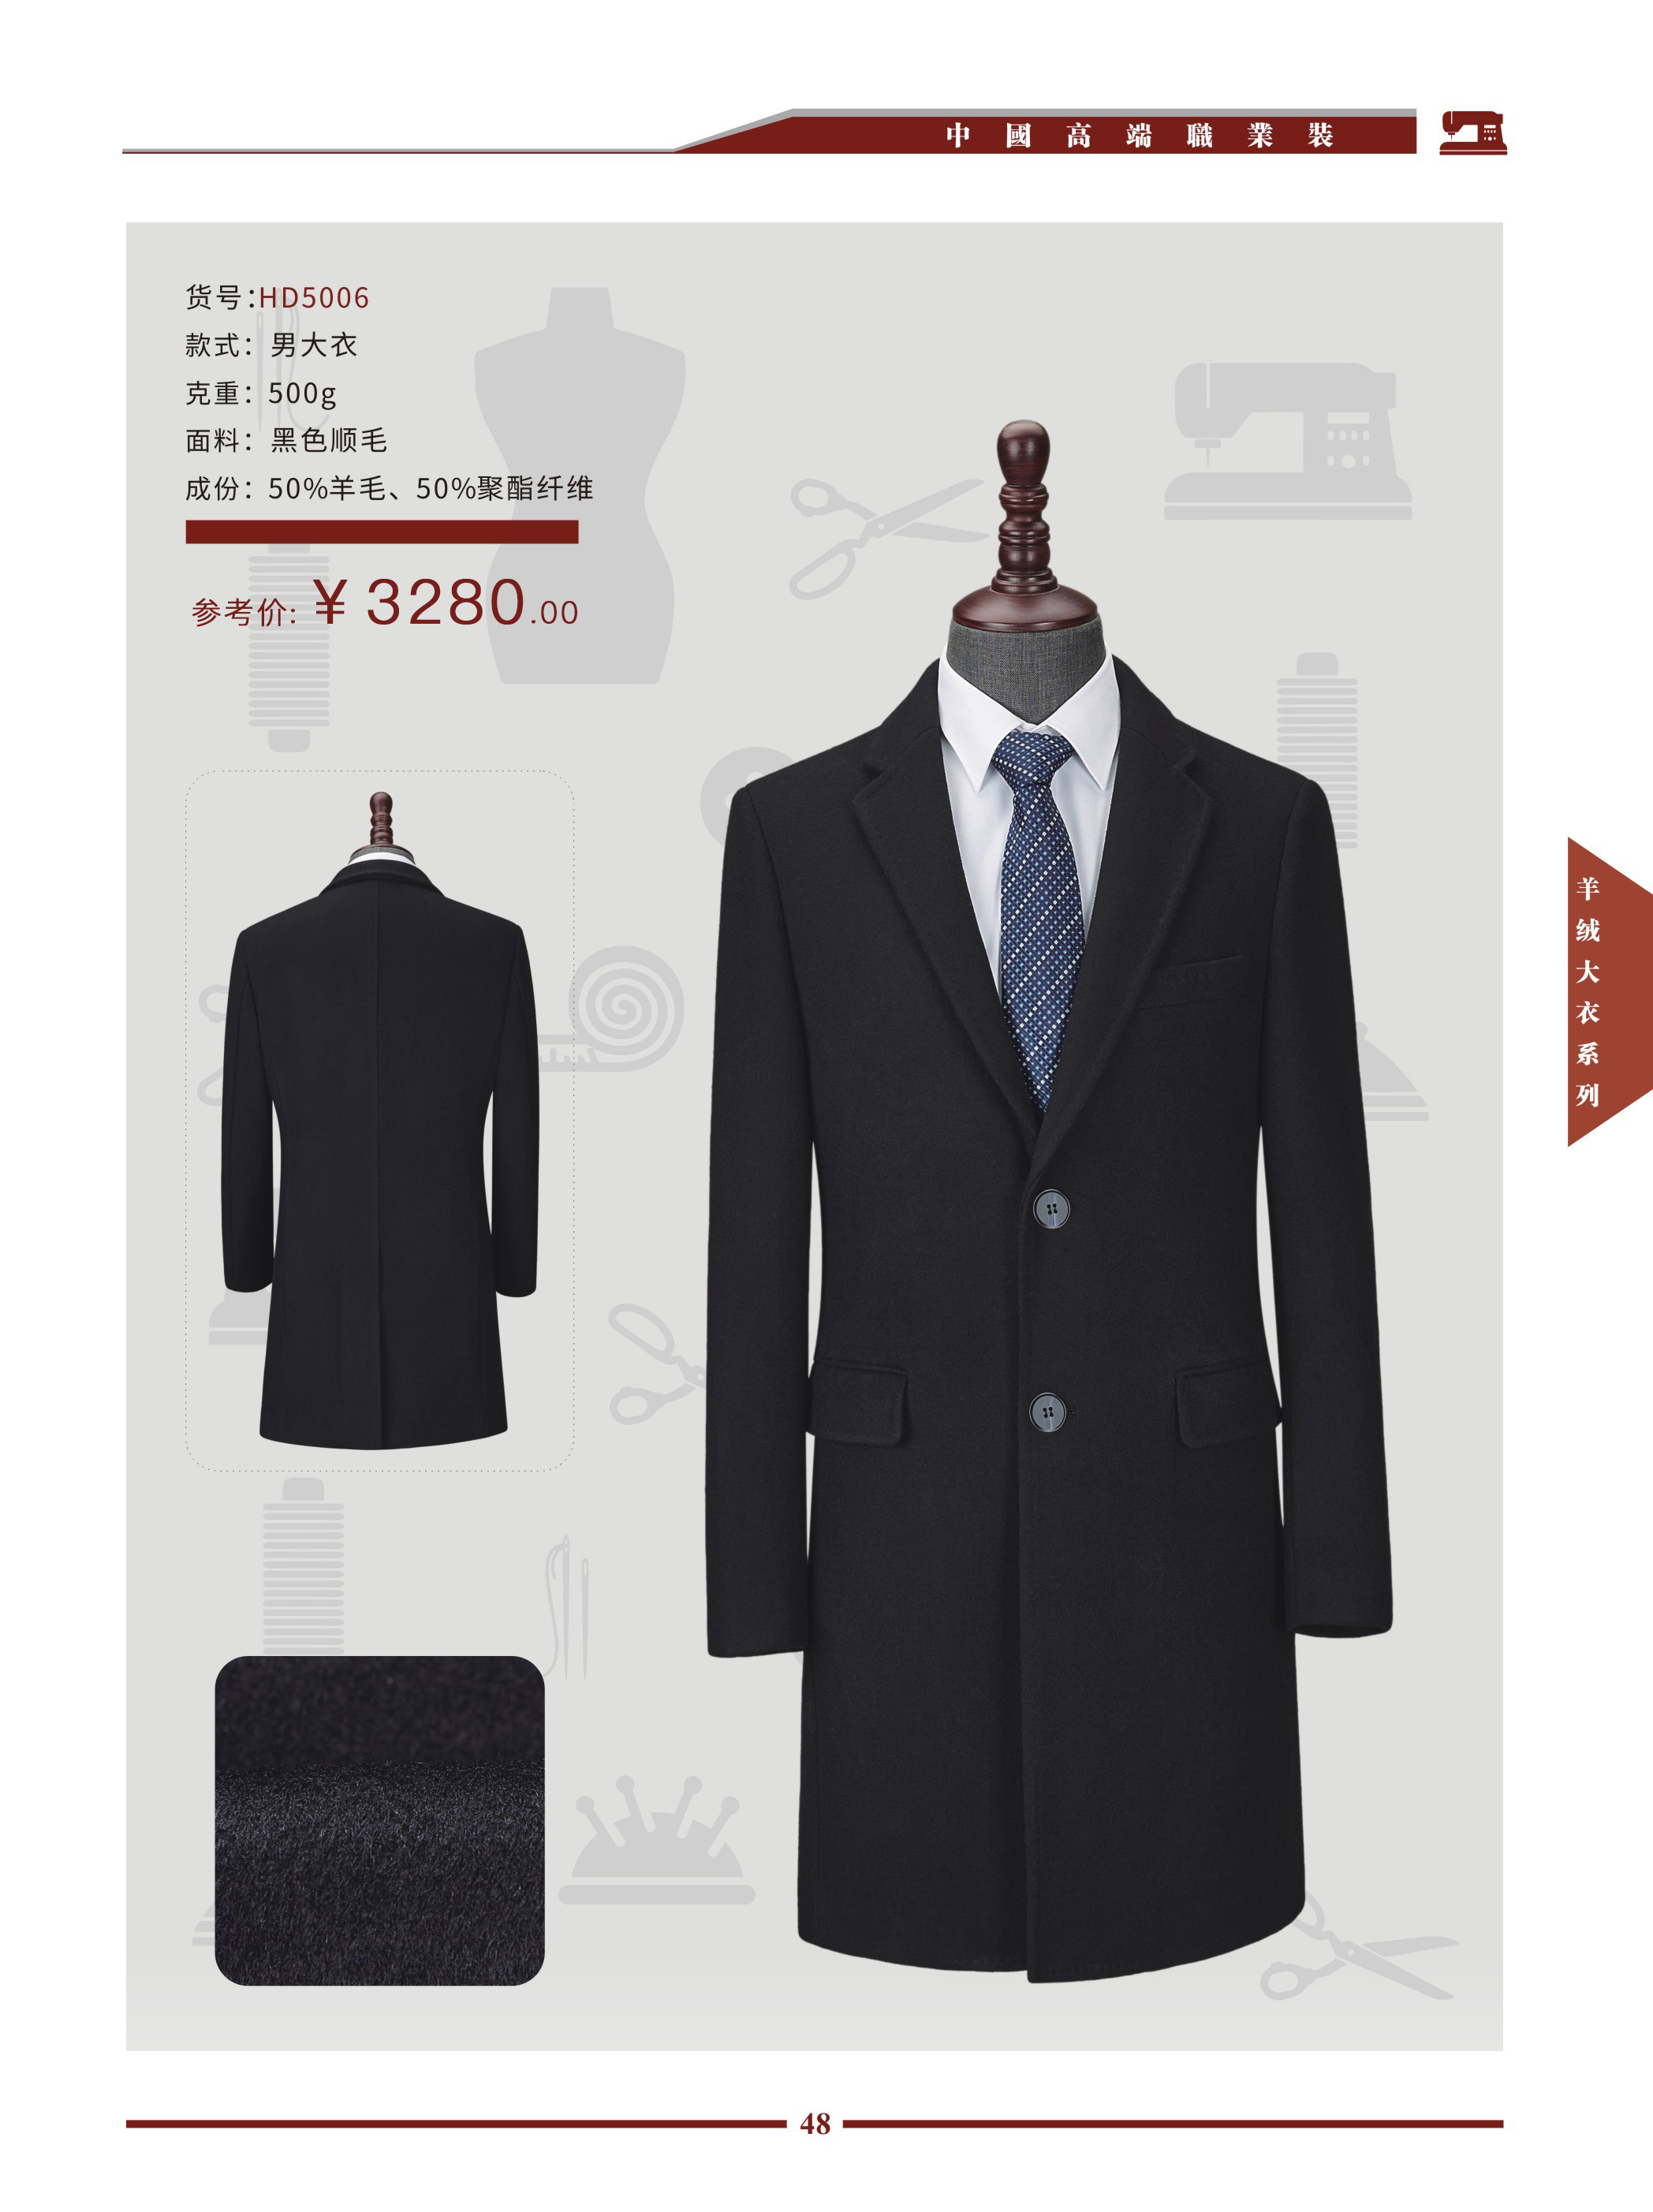 中國高端職業裝
货号:HD5006
款式：男大衣
克重：500g
面料：黑色顺毛
成份：50%羊毛、50%聚酯纤维
参考价: ¥ 3280.00
羊绒大衣系列
48